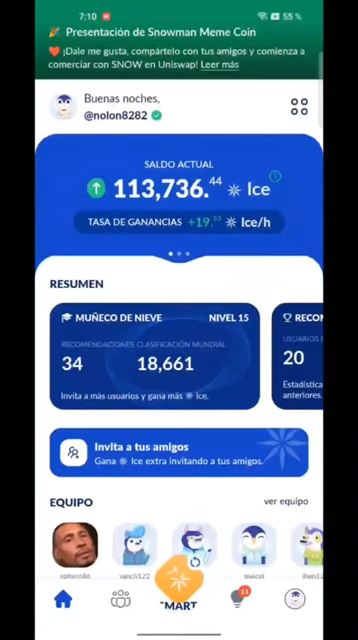 7:10
55 %
Presentación de Snowman Meme Coin
¡Dale me gusta, compártelo con tus amigos y comienza a
comerciar con SNOW en Uniswap! Leer más
Buenas noches,
@nolon8282
SALDO ACTUAL
113,736.44 Ice
TASA DE GANANCIAS +19. Ice/h
RESUMEN
MUÑECO DE NIEVE NIVEL 15
RECOMENDACIONES CLASIFICACIÓN MUNDIAL
34 18,661
Invita a más usuarios y gana más Ice.
RECOM
USUARIOS
20
Estadística
anteriores.
Invita a tus amigos
Gana Ice extra invitando a tus amigos.
EQUIPO ver equipo
sanch122
11